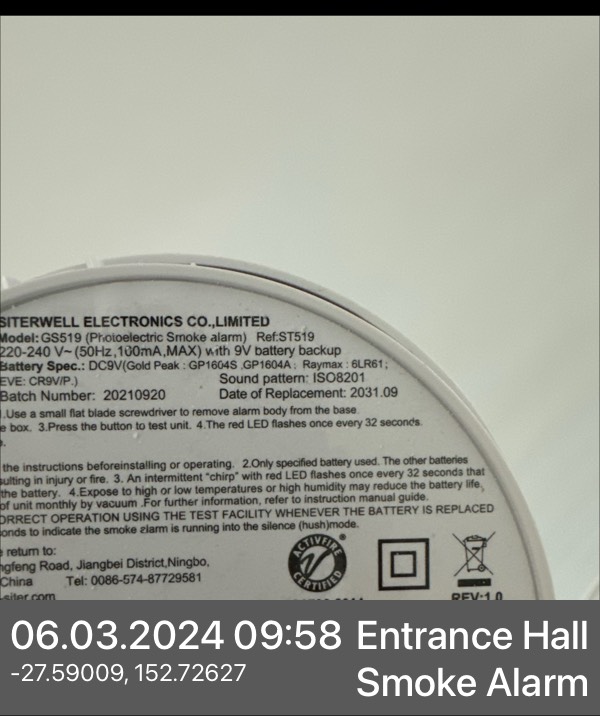 SITERWELL ELECTRONICS CO.,LIMITED
Model: GS519 (Photoelectric Smoke alarm) Ref:ST519
220-240 V~ (50Hz,100mA,MAX) with 9V battery backup
Battery Spec.: DC9V(Gold Peak : GP1604S ,GP1604A ; Raymax : 6LR61;
EVE: CR9V/P.)
Sound pattern: ISO8201
Batch Number: 20210920
Date of Replacement: 2031.09
.Use a small flat blade screwdriver to remove alarm body from the base.
e box. 3.Press the button to test unit. 4.The red LED flashes once every 32 seconds.
the instructions beforeinstalling or operating. 2.Only specified battery used. The other batteries
sulting in injury or fire. 3. An intermittent "chirp" with red LED flashes once every 32 seconds that
the battery. 4.Expose to high or low temperatures or high humidity may reduce the battery life,
of unit monthly by vacuum .For further information, refer to instruction manual guide.
ORRECT OPERATION USING THE TEST FACILITY WHENEVER THE BATTERY IS REPLACED
onds to indicate the smoke alarm is running into the silence (hush)mode.
return to:
ngfeng Road, Jiangbei District,Ningbo,
China Tel: 0086-574-87729581
siter.com
ACTIVFIRE®
CERTIFIED
REV:1.0
06.03.2024 09:58
-27.59009, 152.72627
Entrance Hall
Smoke Alarm